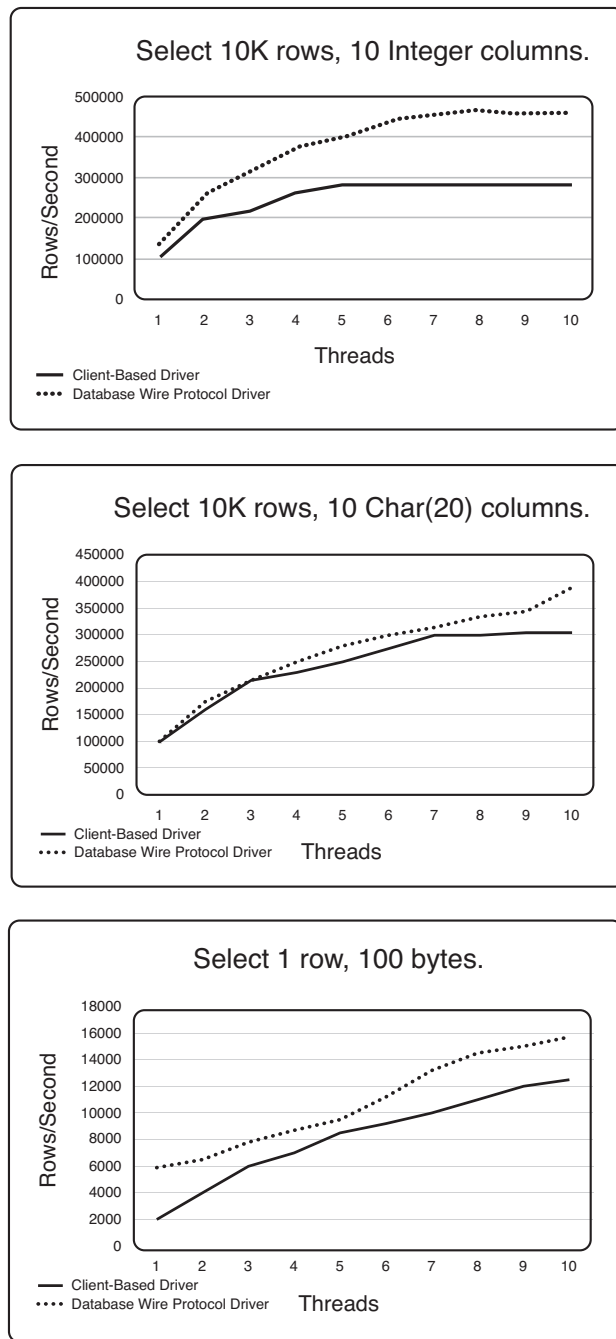 Select 10K rows, 10 Integer columns.
Rows/Second
500000
400000
300000
200000
100000
0
1 2 3 4 5 6 7 8 9 10
Threads
Client-Based Driver
Database Wire Protocol Driver
Select 10K rows, 10 Char(20) columns.
Rows/Second
450000
400000
350000
300000
250000
200000
150000
100000
50000
0
1 2 3 4 5 6 7 8 9 10
Client-Based Driver
Database Wire Protocol Driver
Threads
Select 1 row, 100 bytes.
Rows/Second
18000
16000
14000
12000
10000
8000
6000
4000
2000
0
1 2 3 4 5 6 7 8 9 10
Client-Based Driver
Database Wire Protocol Driver
Threads